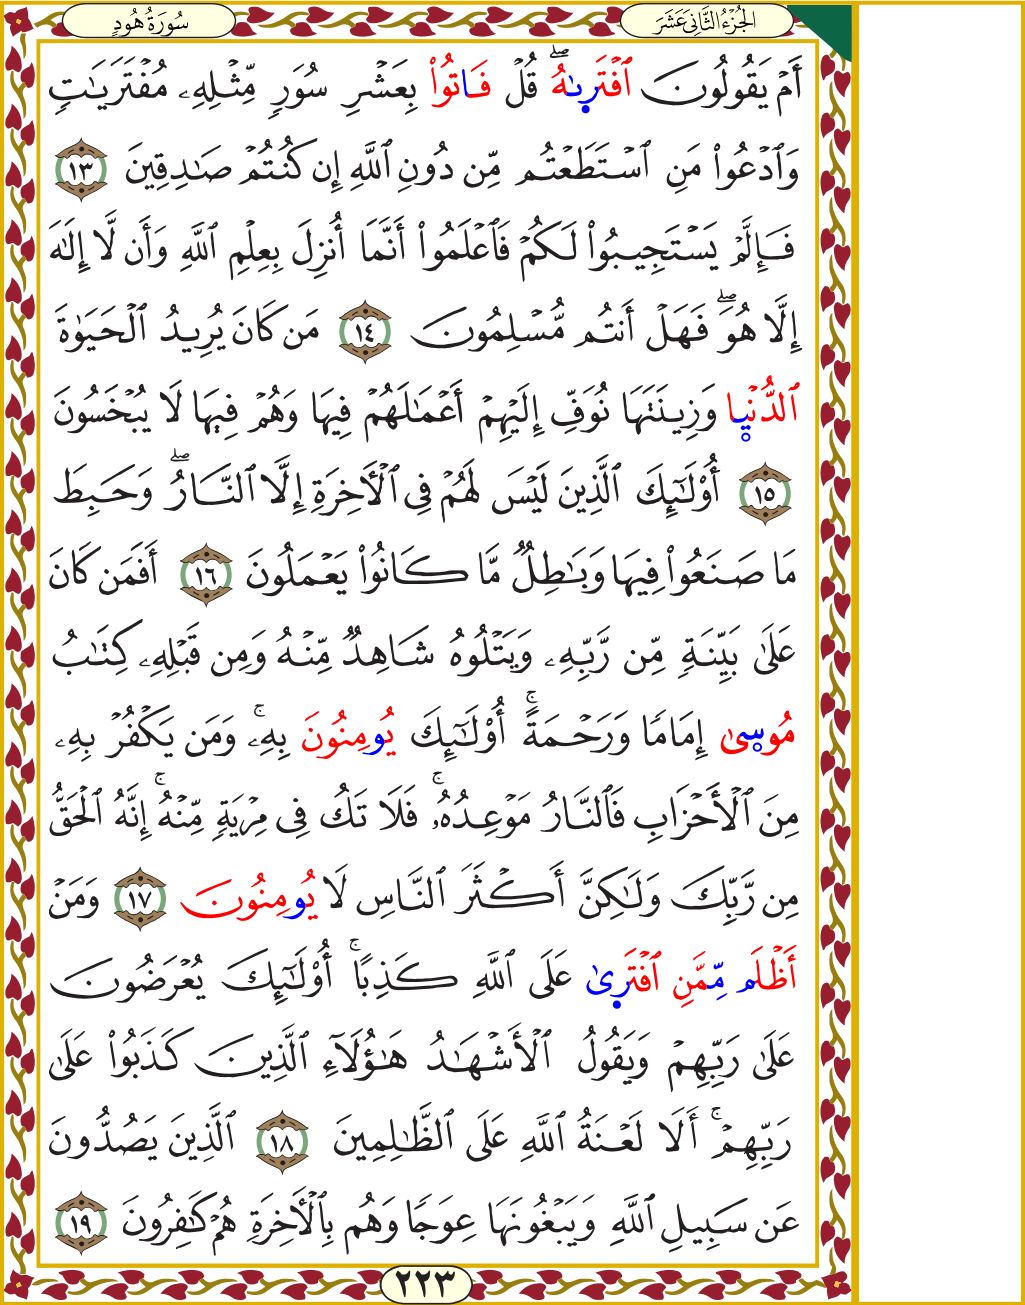 الجُزْءُ الثَّانِيَ عَشَرَ
سُورَةُ هُودٍ
أَمۡ يَقُولُونَ ٱفۡتَرٜىٰهُۖ قُلۡ فَاتُواْ بِعَشۡرِ سُوَرٖ مِّثۡلِهِۦ مُفۡتَرَيَٰتٖ
وَٱدۡعُواْ مَنِ ٱسۡتَطَعۡتُم مِّن دُونِ ٱللَّهِ إِن كُنتُمۡ صَٰدِقِينَ ١٣
فَإِلَّمۡ يَسۡتَجِيبُواْ لَكُمۡ فَٱعۡلَمُواْ أَنَّمَا أُنزِلَ بِعِلۡمِ ٱللَّهِ وَأَن لَّا إِلَٰهَ
إِلَّا هُوَۖ فَهَلۡ أَنتُم مُّسۡلِمُونَ ١٤ مَن كَانَ يُرِيدُ ٱلۡحَيَوٰةَ
ٱلدُّنۡيٜا وَزِينَتَهَا نُوَفِّ إِلَيۡهِمۡ أَعۡمَٰلَهُمۡ فِيهَا وَهُمۡ فِيهَا لَا يُبۡخَسُونَ
١٥ أُوْلَٰٓئِكَ ٱلَّذِينَ لَيۡسَ لَهُمۡ فِي ٱلۡأٓخِرَةِ إِلَّا ٱلنَّارُۖ وَحَبِطَ
مَا صَنَعُواْ فِيهَا وَبَٰطِلٞ مَّا كَانُواْ يَعۡمَلُونَ ١٦ أَفَمَن كَانَ
عَلَىٰ بَيِّنَةٖ مِّن رَّبِّهِۦ وَيَتۡلُوهُ شَاهِدٞ مِّنۡهُ وَمِن قَبۡلِهِۦ كِتَٰبُ
مُوسٜىٰ إِمَامٗا وَرَحۡمَةًۚ أُوْلَٰٓئِكَ يُومِنُونَ بِهِۦۚ وَمَن يَكۡفُرۡ بِهِۦ
مِنَ ٱلۡأَحۡزَابِ فَٱلنَّارُ مَوۡعِدُهُۥۚ فَلَا تَكُ فِي مِرۡيَةٖ مِّنۡهُۚ إِنَّهُ ٱلۡحَقُّ
مِن رَّبِّكَ وَلَٰكِنَّ أَكۡثَرَ ٱلنَّاسِ لَا يُومِنُونَ ١٧ وَمَنۡ
أَظۡلَم مِّمَّنِ ٱفۡتَرٜىٰ عَلَى ٱللَّهِ كَذِبًاۚ أُوْلَٰٓئِكَ يُعۡرَضُونَ
عَلَىٰ رَبِّهِمۡ وَيَقُولُ ٱلۡأَشۡهَٰدُ هَٰٓؤُلَآءِ ٱلَّذِينَ كَذَبُواْ عَلَىٰ
رَبِّهِمۡۚ أَلَا لَعۡنَةُ ٱللَّهِ عَلَى ٱلظَّٰلِمِينَ ١٨ ٱلَّذِينَ يَصُدُّونَ
عَن سَبِيلِ ٱللَّهِ وَيَبۡغُونَهَا عِوَجٗا وَهُم بِٱلۡأٓخِرَةِ هُمۡ كَٰفِرُونَ ١٩
٢٢٣